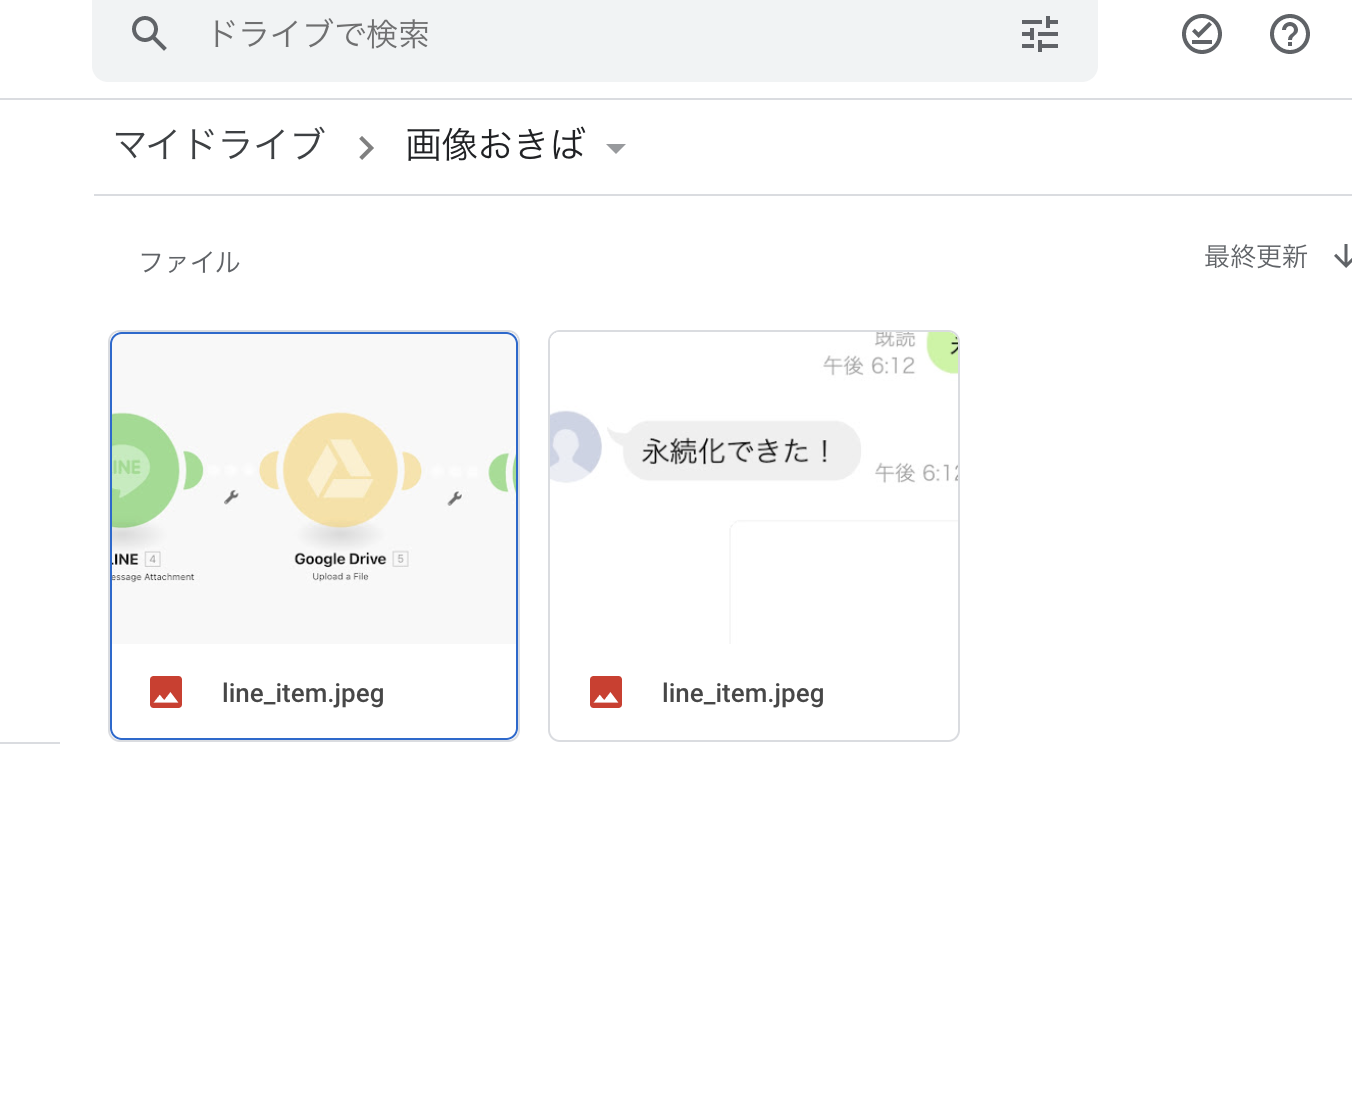 ドライブで検索
マイドライブ 画像おきば
ファイル
最終更新
INE
LINE 4
essage Attachment
Google Drive 5
Upload a File
line_item.jpeg
既読
午後 6:12
永続化できた！
午後 6:12
line_item.jpeg